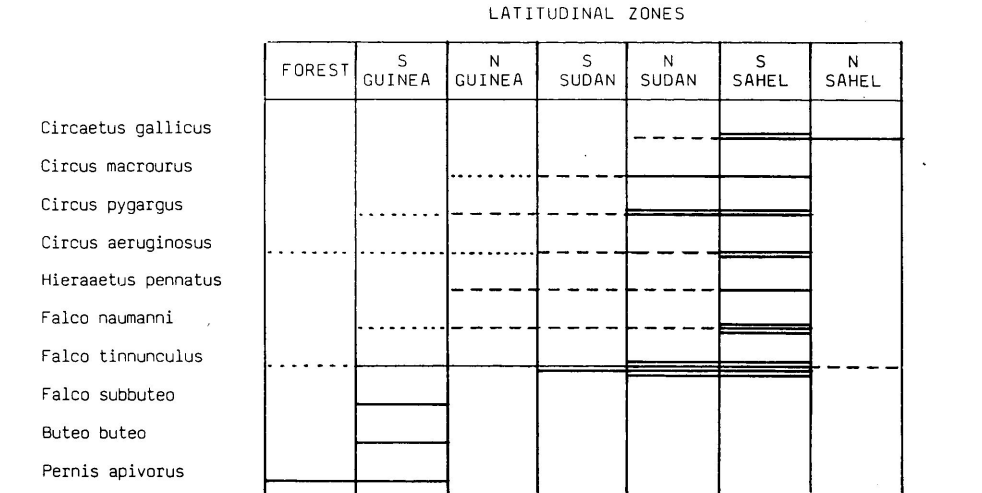 LATITUDINAL ZONES
FOREST
S GUINEA
N GUINEA
S SUDAN
N SUDAN
S SAHEL
N SAHEL
Circaetus gallicus
Circus macrourus
Circus pygargus
Circus aeruginosus
Hieraaetus pennatus
Falco naumanni
Falco tinnunculus
Falco subbuteo
Buteo buteo
Pernis apivorus